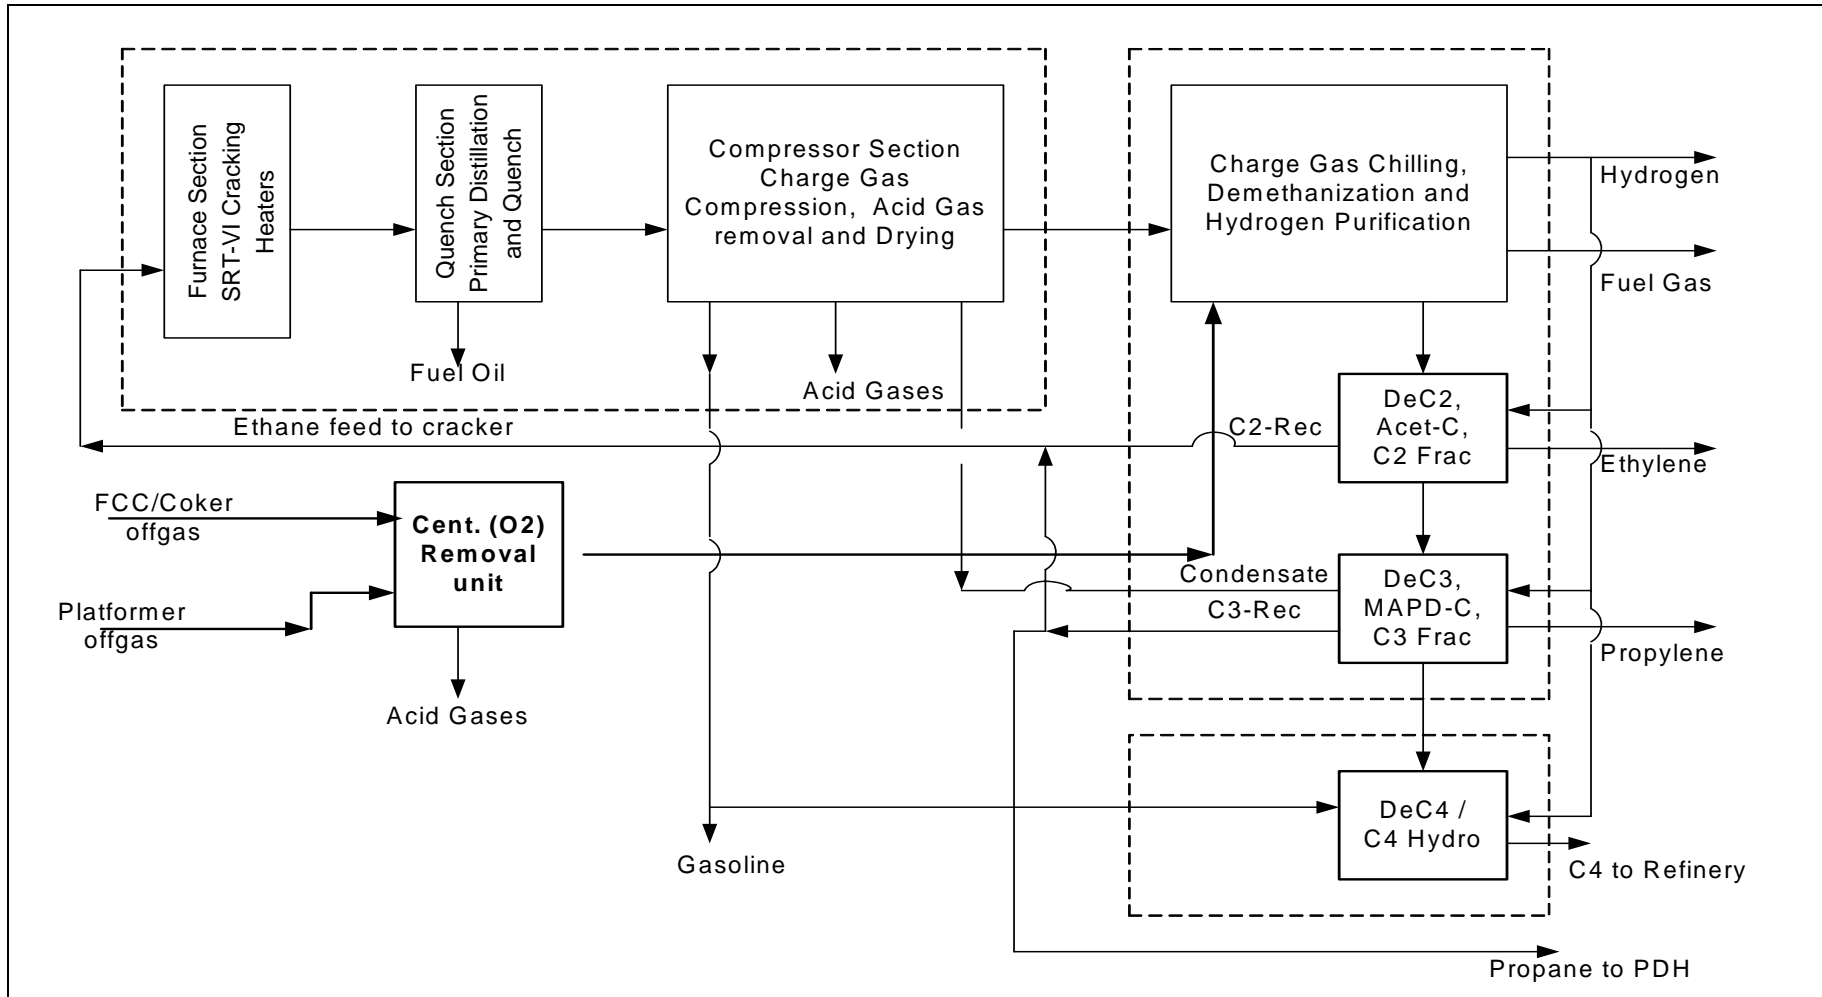 Furnace Section
SRT-VI Cracking
Heaters
Quench Section
Primary Distillation
and Quench
Compressor Section
Charge Gas
Compression, Acid Gas
removal and Drying
Charge Gas Chilling,
Demethanization and
Hydrogen Purification
Hydrogen
Fuel Gas
Fuel Oil
Acid Gases
DeC2,
Acet-C,
C2 Frac
Ethane feed to cracker
C2-Rec
Ethylene
FCC/Coker
offgas
Cent. (O2)
Removal
unit
Platformer
offgas
Acid Gases
Condensate
C3-Rec
DeC3,
MAPD-C,
C3 Frac
Propylene
DeC4 /
C4 Hydro
Gasoline
C4 to Refinery
Propane to PDH